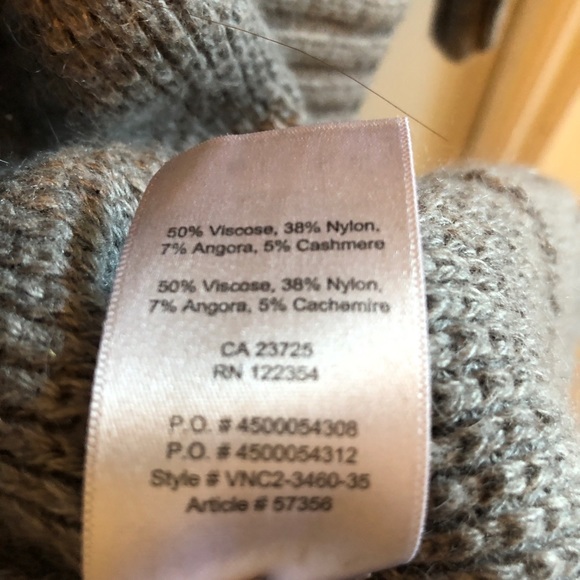 50% Viscose, 38% Nylon,
7% Angora, 5% Cashmere
50% Viscose, 38% Nylon,
7% Angora, 5% Cachemire
CA 23725
RN 122354
P.O. # 4500054308
P.O. # 4500054312
Style # VNC2-3460-35
Article # 57356